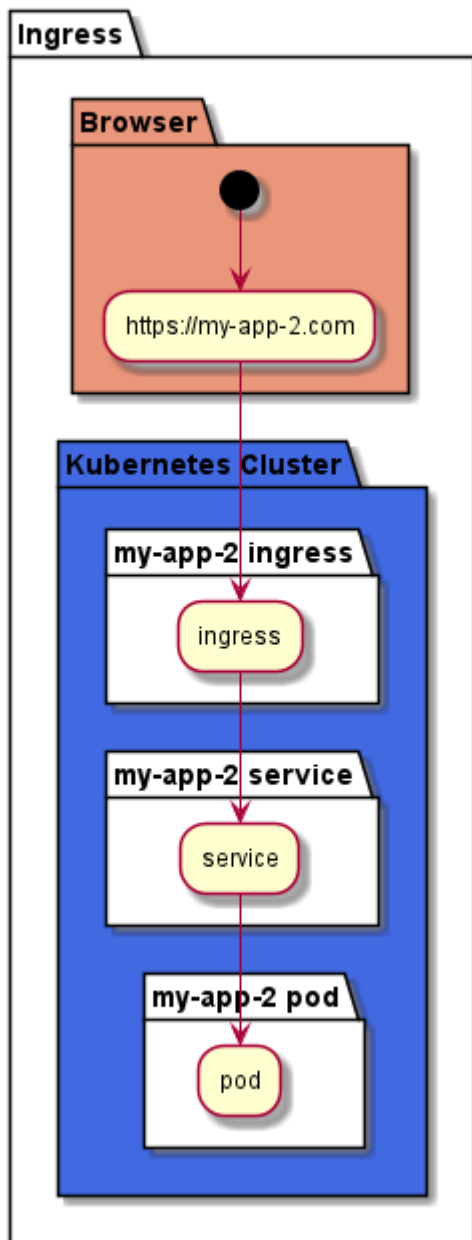 Ingress
Browser
https://my-app-2.com
Kubernetes Cluster
my-app-2 ingress
ingress
my-app-2 service
service
my-app-2 pod
pod